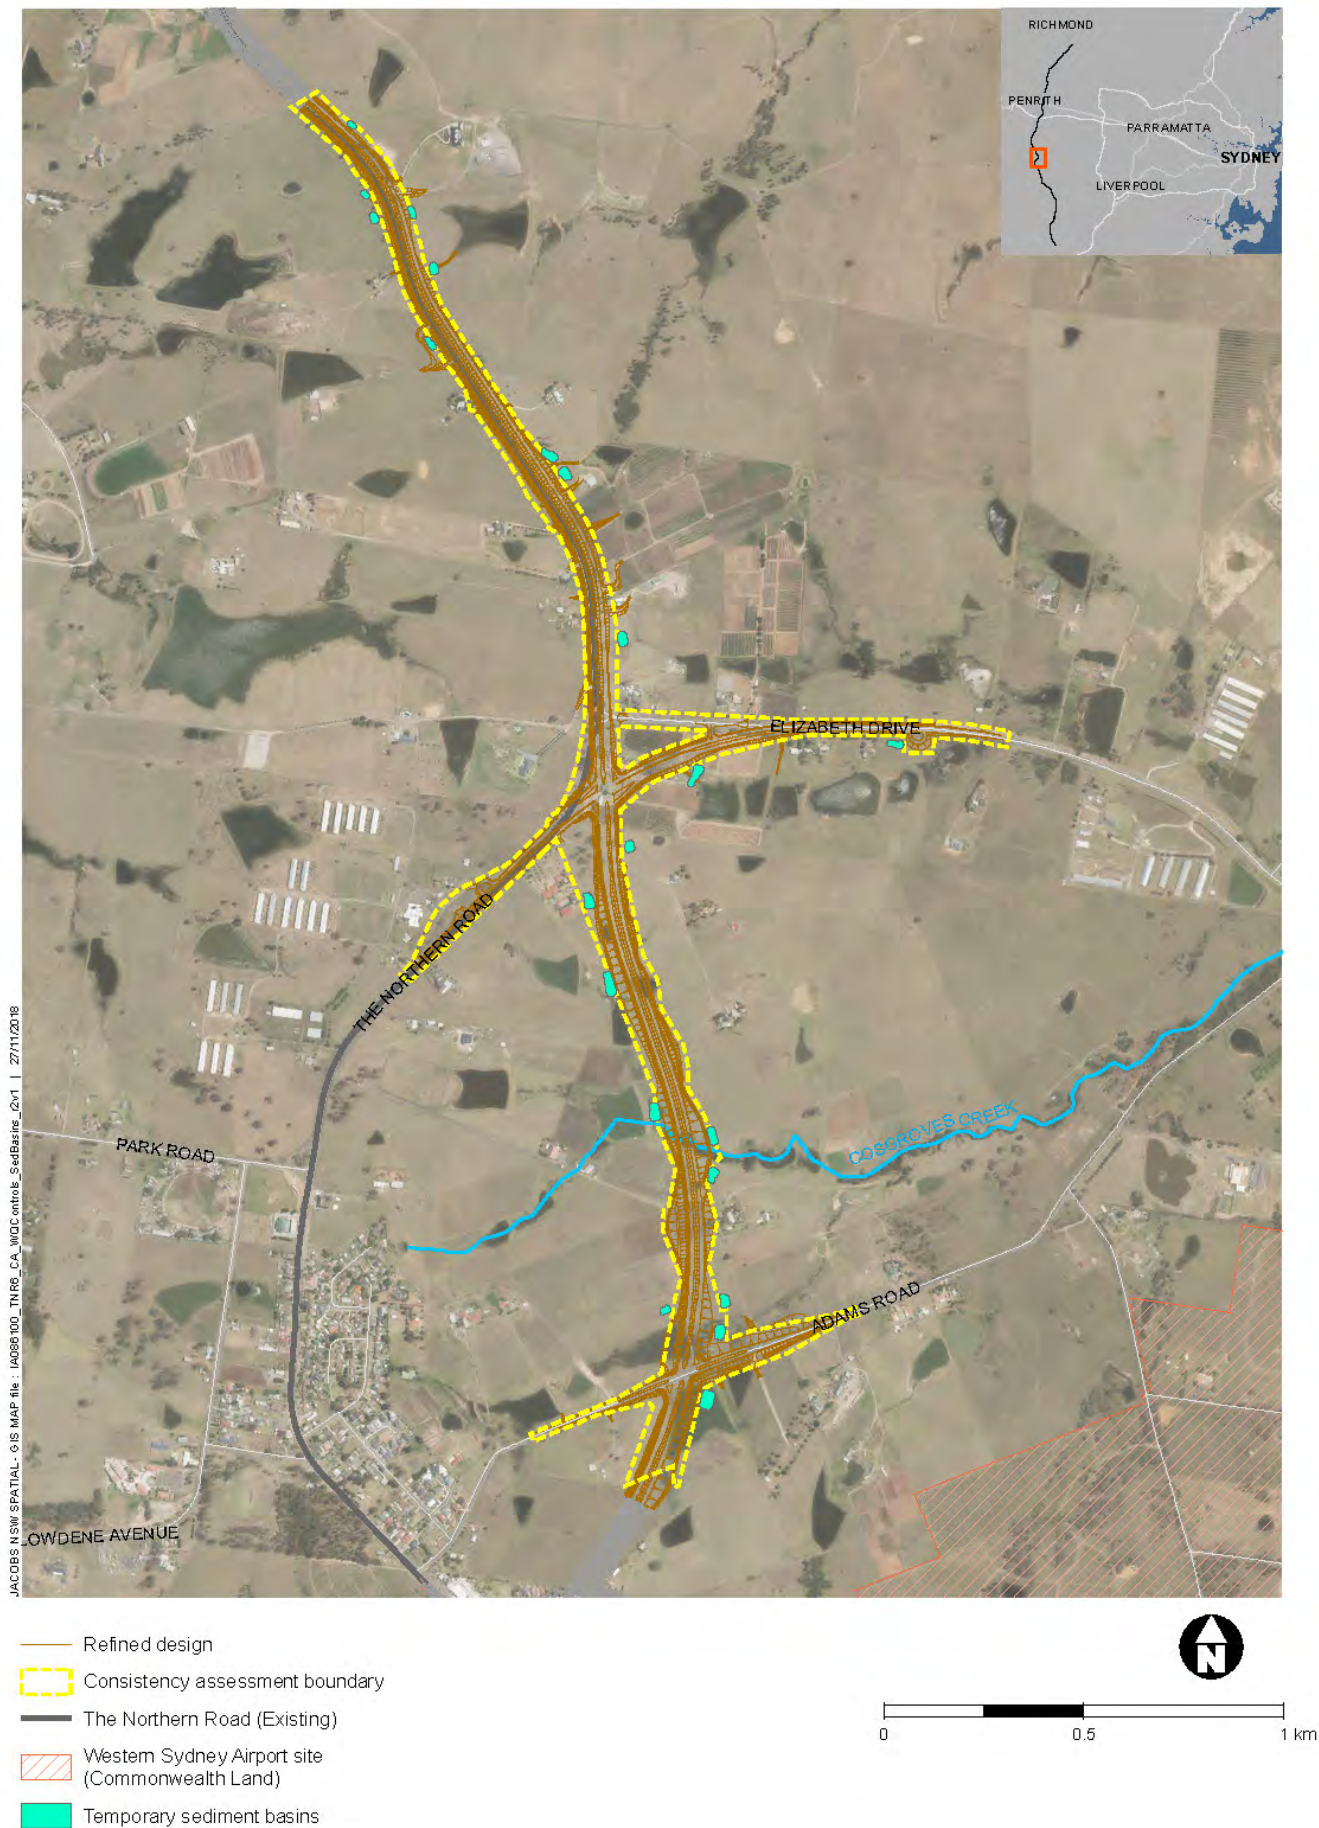 RICHMOND
PENRITH
PARRAMATTA
SYDNEY
LIVERPOOL
ELIZABETH DRIVE
THE NORTHERN ROAD
COSGROVES CREEK
PARK ROAD
ADAMS ROAD
LOWDENE AVENUE
JACOBS NSW SPATIAL - GIS MAP file : IA086100_TNR6_CA_WQControls_SedBasins_r2v1 | 27/11/2018
Refined design
Consistency assessment boundary
The Northern Road (Existing)
Western Sydney Airport site
(Commonwealth Land)
Temporary sediment basins
N
0 0.5 1 km